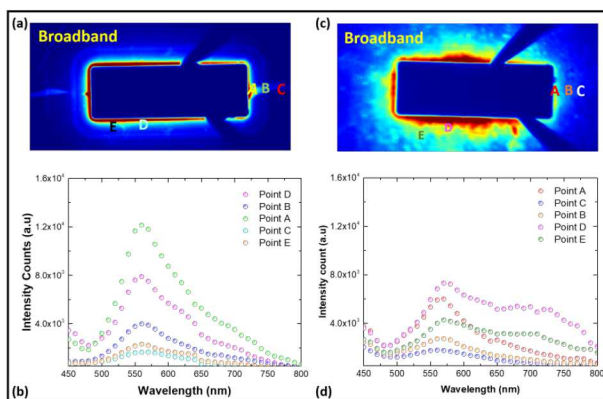 (a)
Broadband
A B C
E D
(c)
Broadband
A B C
E D
1.6x10⁴
1.2x10⁴
8.0x10³
4.0x10³
Intensity Counts (a.u)
Point D
Point B
Point A
Point C
Point E
450 500 550 600 650 700 750 800
Wavelength (nm)
(b)
1.6x10⁴
1.2x10⁴
8.0x10³
4.0x10³
Intensity count (a.u)
Point A
Point C
Point B
Point D
Point E
450 500 550 600 650 700 750 800
Wavelength (nm)
(d)